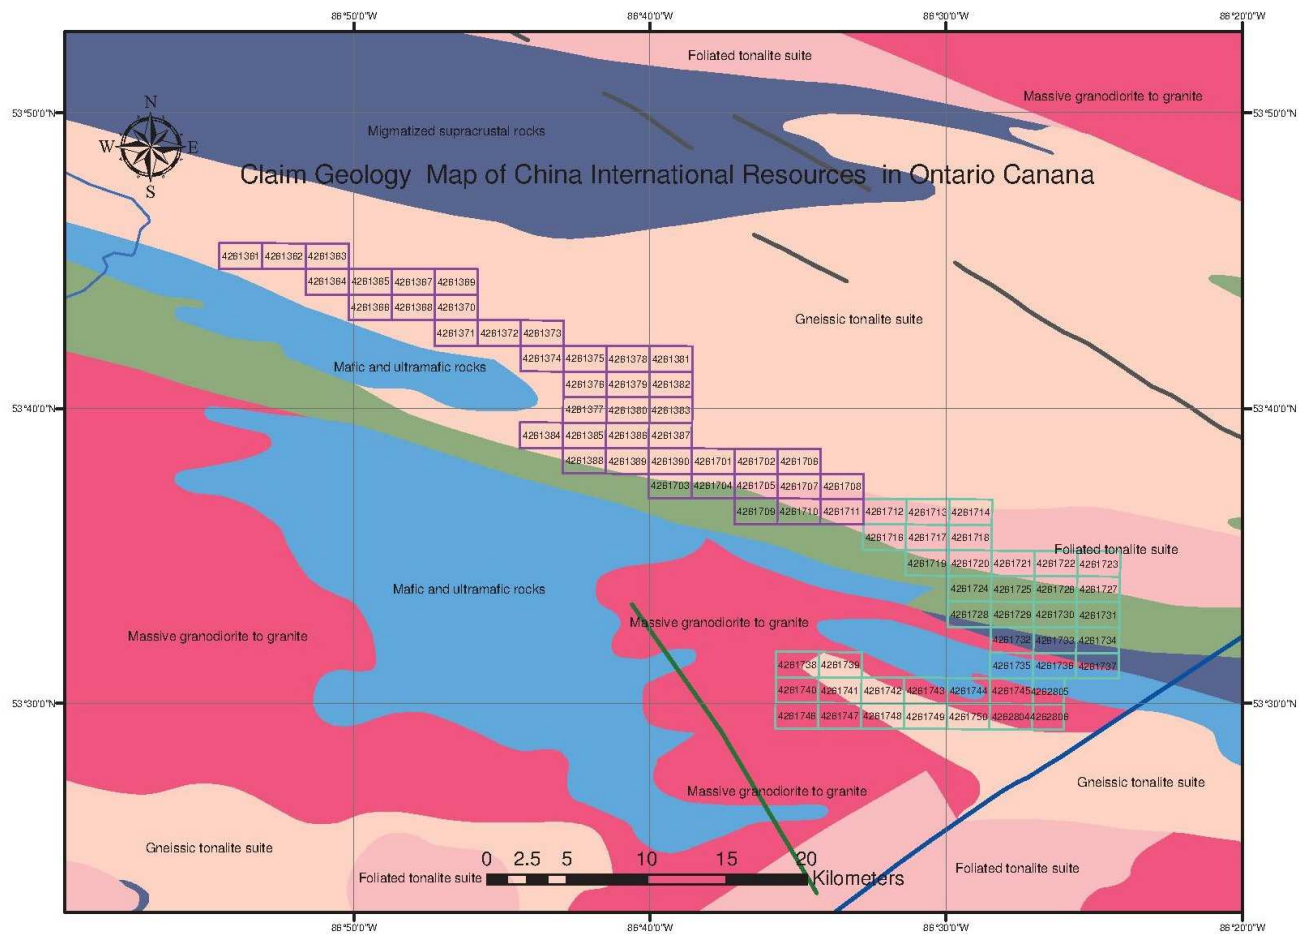 86°50'0"W 86°40'0"W 86°30'0"W 86°20'0"W
Foliated tonalite suite
Massive granodiorite to granite
53°50'0"N 53°50'0"N
N
W E
S
Migmatized supracrustal rocks
Claim Geology Map of China International Resources in Ontario Canana
4261361 4261362 4261363
4261364 4261365 4261367 4261369
4261366 4261368 4261370
Gneissic tonalite suite
4261371 4261372 4261373
4261374 4261375 4261378 4261381
Mafic and ultramafic rocks
4261376 4261379 4261382
53°40'0"N 53°40'0"N
4261377 4261380 4261383
4261384 4261385 4261386 4261387
4261388 4261389 4261390 4261701 4261702 4261706
4261703 4261704 4261705 4261707 4261708
4261709 4261710 4261711 4261712 4261713 4261714
4261716 4261717 4261718
Foliated tonalite suite
4261719 4261720 4261721 4261722 4261723
Mafic and ultramafic rocks
4261724 4261725 4261726 4261727
4261728 4261729 4261730 4261731
Massive granodiorite to granite
Massive granodiorite to granite
4261732 4261733 4261734
4261738 4261739 4261735 4261736 4261737
4261740 4261741 4261742 4261743 4261744 4261745 4262805
53°30'0"N 53°30'0"N
4261746 4261747 4261748 4261749 4261750 4262804 4262806
Gneissic tonalite suite
Massive granodiorite to granite
Gneissic tonalite suite
0 2.5 5 10 15 20
Kilometers
Foliated tonalite suite
Foliated tonalite suite
86°50'0"W 86°40'0"W 86°30'0"W 86°20'0"W